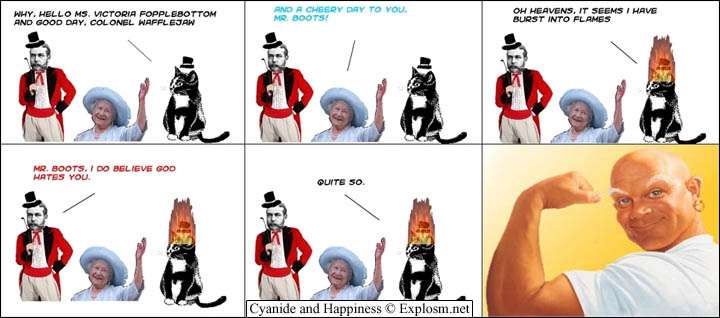 WHY, HELLO MS. VICTORIA FOPPLEBOTTOM
AND GOOD DAY, COLONEL WAFFLEJAW
AND A CHEERY DAY TO YOU,
MR. BOOTS!
OH HEAVENS, IT SEEMS I HAVE
BURST INTO FLAMES
MR. BOOTS, I DO BELIEVE GOD
HATES YOU.
QUITE SO.
Cyanide and Happiness © Explosm.net